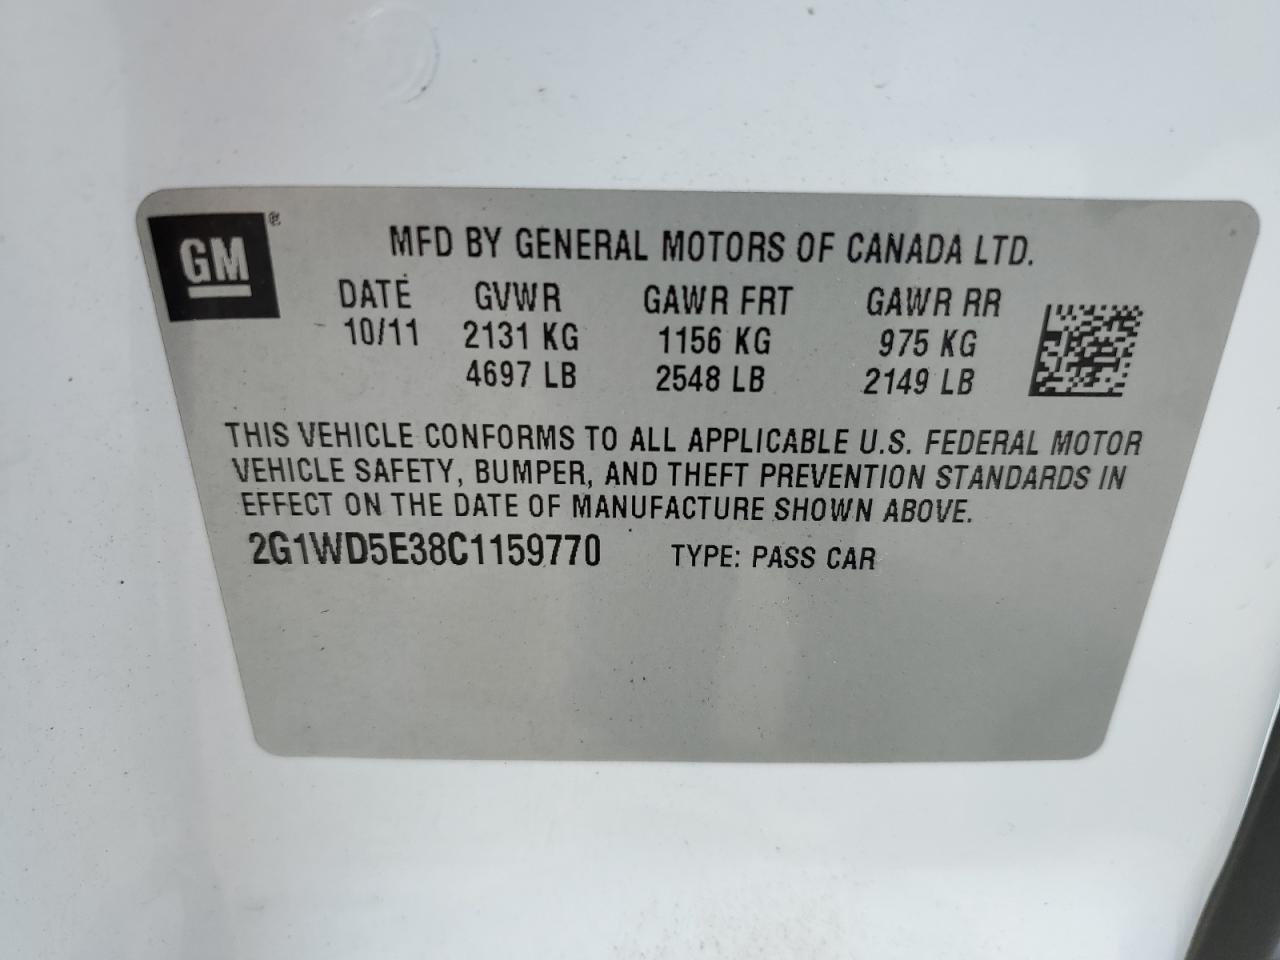 GM®
MFD BY GENERAL MOTORS OF CANADA LTD.
DATE GVWR GAWR FRT GAWR RR
10/11 2131 KG 1156 KG 975 KG
4697 LB 2548 LB 2149 LB
THIS VEHICLE CONFORMS TO ALL APPLICABLE U.S. FEDERAL MOTOR
VEHICLE SAFETY, BUMPER, AND THEFT PREVENTION STANDARDS IN
EFFECT ON THE DATE OF MANUFACTURE SHOWN ABOVE.
2G1WD5E38C1159770 TYPE: PASS CAR